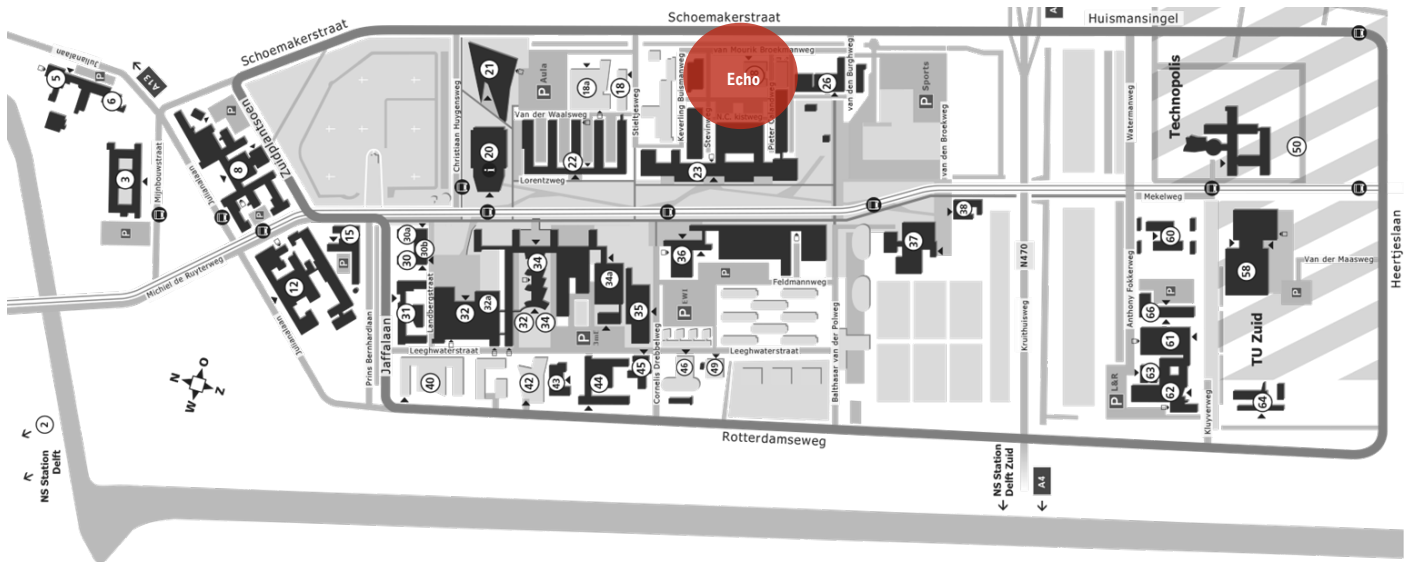 Schoemakerstraat
Schoemakerstraat
Huismansingel
A
Julianalaan
5
P
6
A13
van Mourik Broekmanweg
Echo
Technopolis
21
P Aula
18a
18
26
van den Burghweg
P Sports
P
Zuidplantsoen
Christiaan Huygensweg
Van der Waalsweg
Stieltjesweg
Keverling Buismanweg
N.C. Kistweg
Watermanweg
50
8
20
i
22
23
van den Broekweg
3
Mijnbouwstraat
Julianalaan
Lorentzweg
Mekelweg
P
P
38
Heertjeslaan
15
30a
30b
30
34
36
37
N470
60
58
P
P
Van der Maasweg
Michiel de Ruyterweg
12
34a
Feldmannweg
Anthony Fokkerweg
P
P
31
Landbergstraat
32
32a
35
P EWI
66
32
34
P 3mE
61
TU Zuid
Julianalaan
Prins Bernhardlaan
Jaffalaan
Leeghwaterstraat
Cornelis Drebbelweg
Leeghwaterstraat
Balthasar van der Polweg
Kruithuisweg
N
O
W
Z
40
42
43
44
45
46
49
P L&R
63
62
64
Kluyverweg
2
NS Station
Delft
Rotterdamseweg
NS Station
Delft Zuid
A4